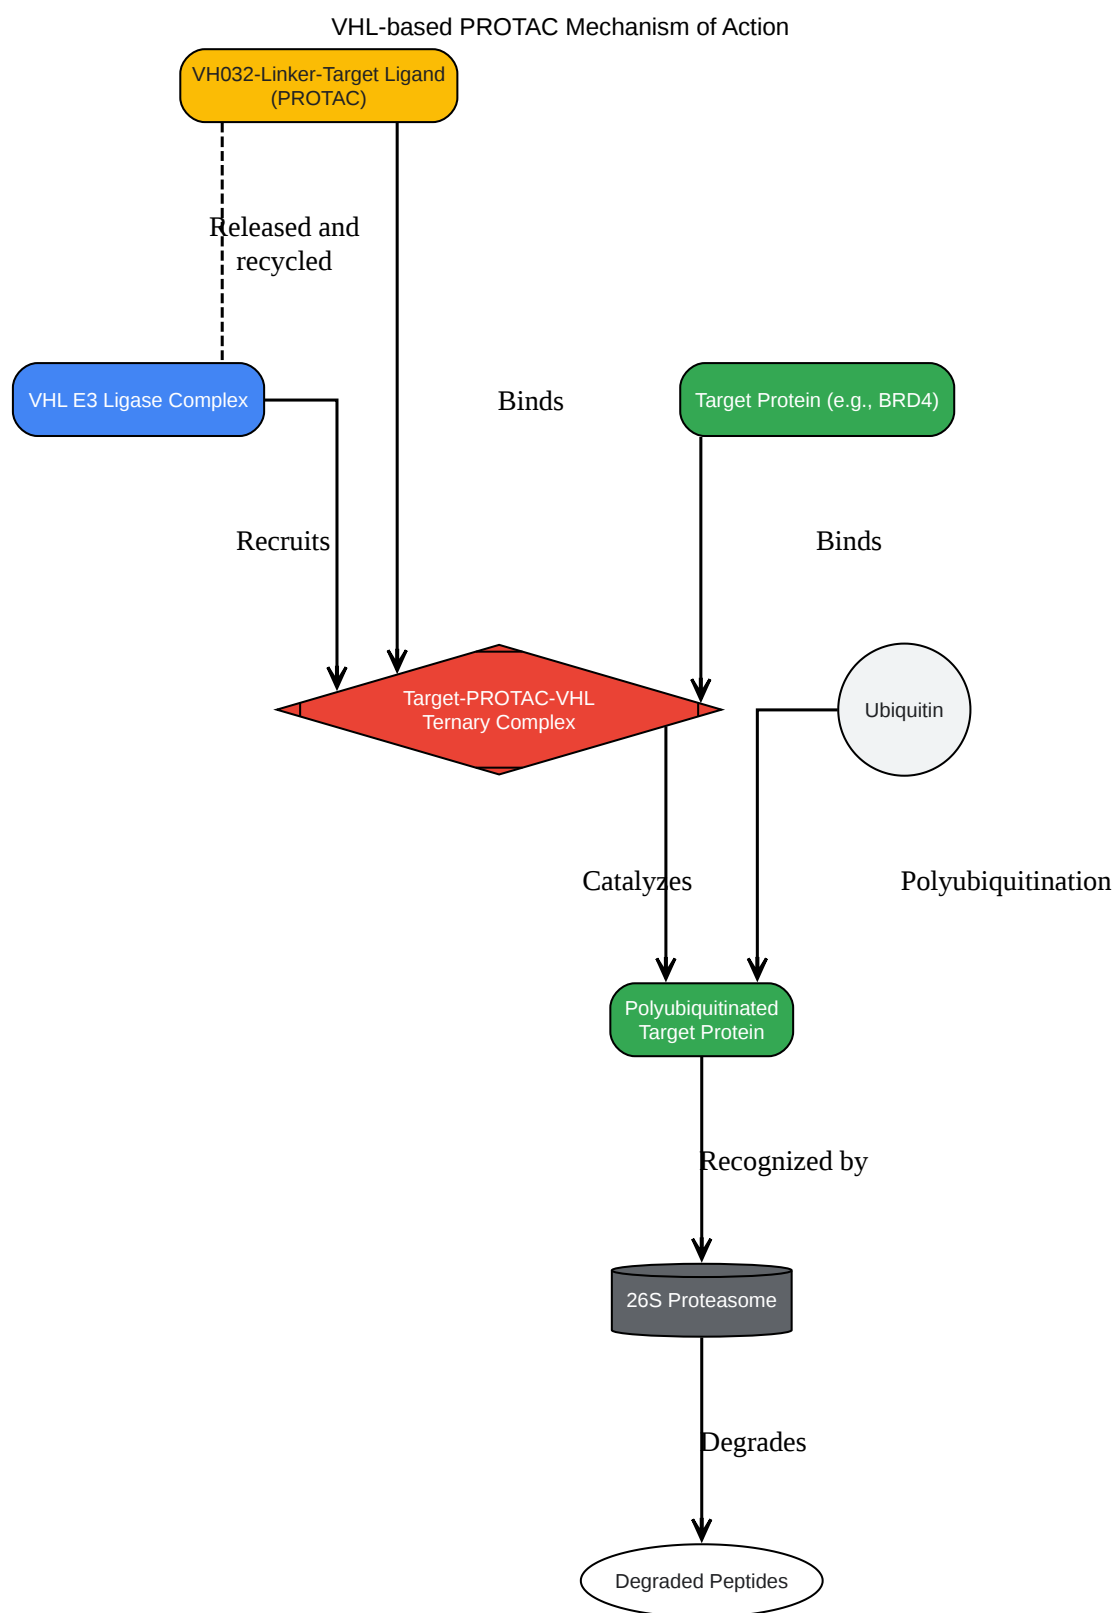 VHL-based PROTAC Mechanism of Action
VH032-Linker-Target Ligand
(PROTAC)
Released and
recycled
VHL E3 Ligase Complex
Binds
Target Protein (e.g., BRD4)
Recruits
Binds
Target-PROTAC-VHL
Ternary Complex
Ubiquitin
Catalyzes
Polyubiquitination
Polyubiquitinated
Target Protein
Recognized by
26S Proteasome
Degrades
Degraded Peptides